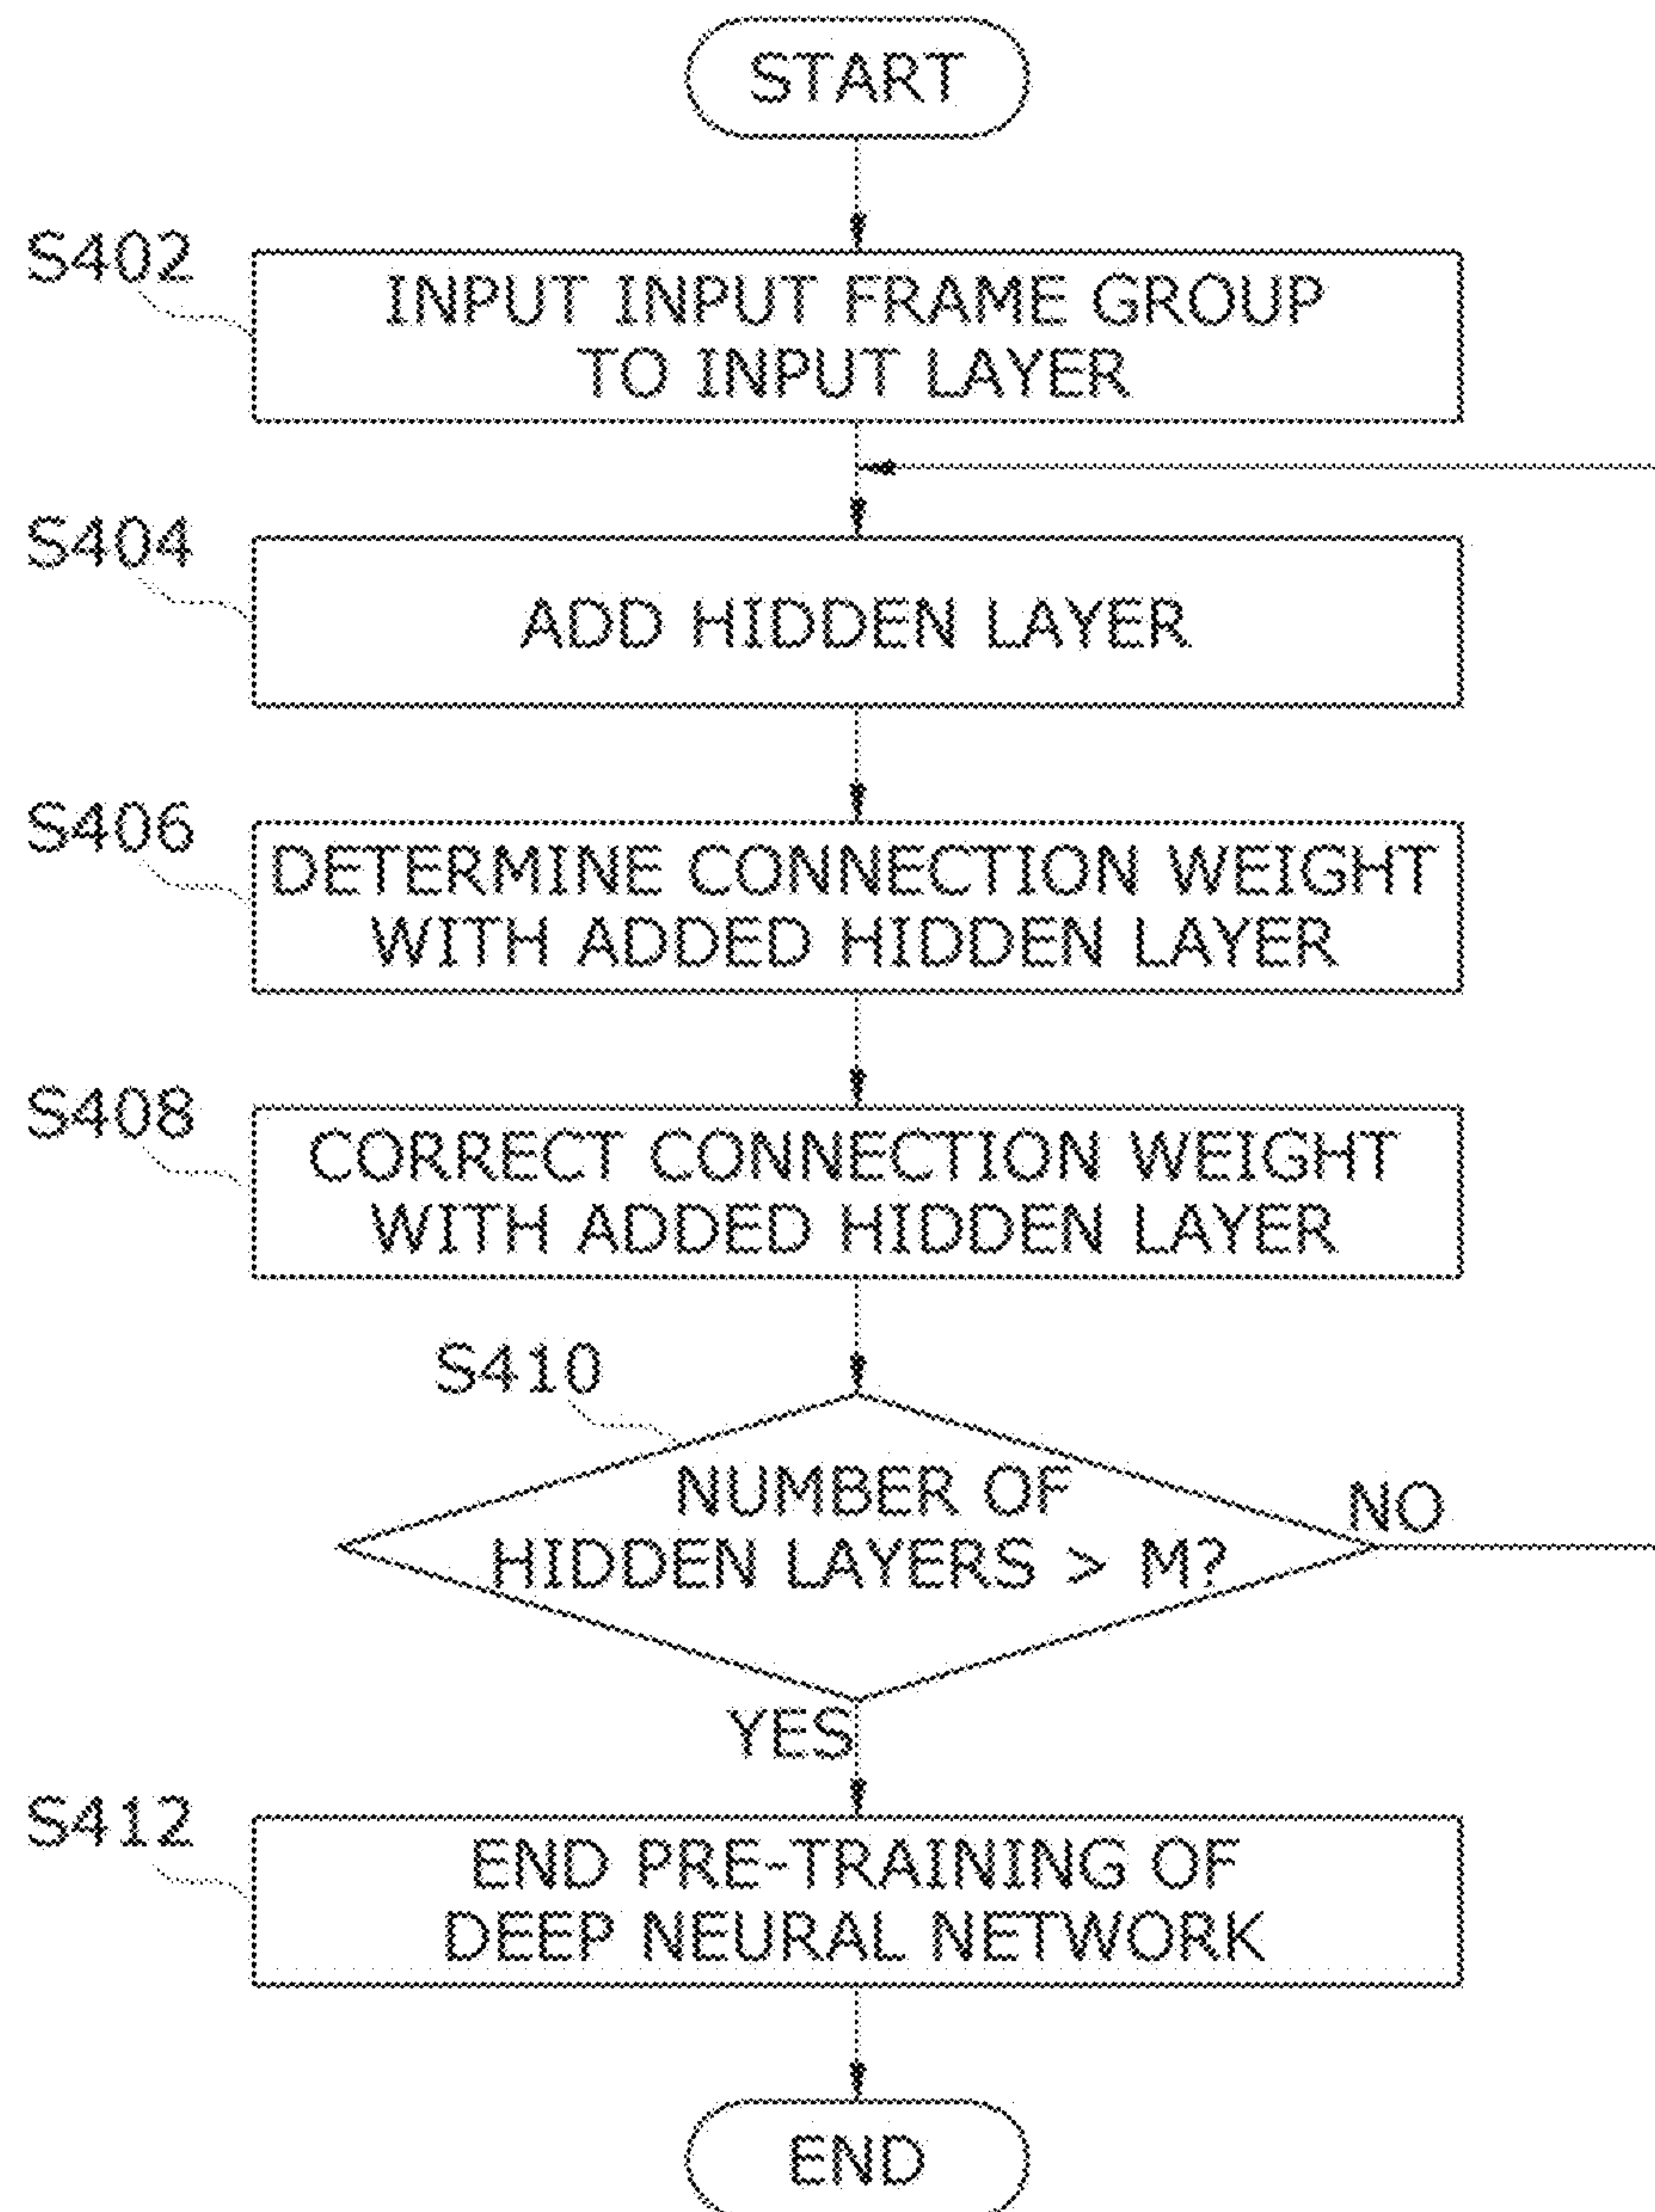 START
S402
INPUT INPUT FRAME GROUP
TO INPUT LAYER
S404
ADD HIDDEN LAYER
S406
DETERMINE CONNECTION WEIGHT
WITH ADDED HIDDEN LAYER
S408
CORRECT CONNECTION WEIGHT
WITH ADDED HIDDEN LAYER
S410
NUMBER OF
HIDDEN LAYERS > M?
NO
YES
S412
END PRE-TRAINING OF
DEEP NEURAL NETWORK
END